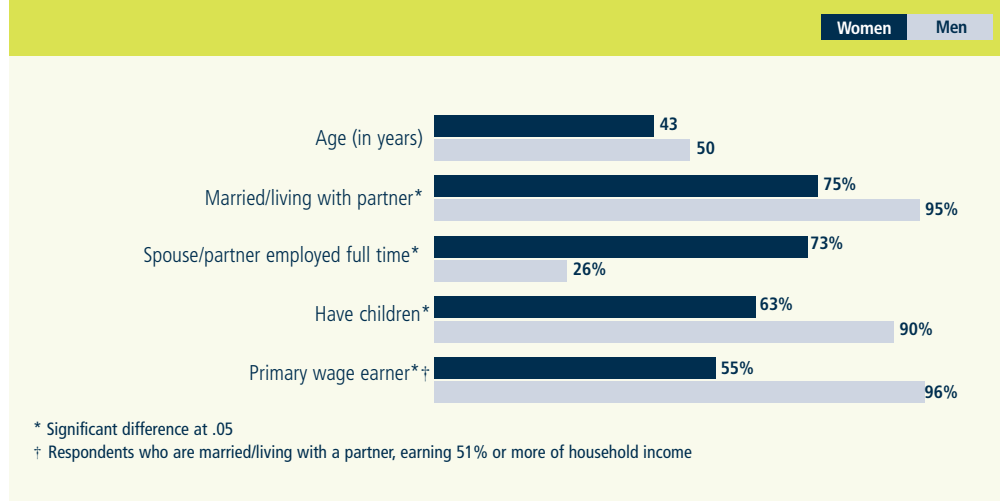 Women Men
Age (in years) 43
50
Married/living with partner* 75%
95%
Spouse/partner employed full time* 73%
26%
Have children* 63%
90%
Primary wage earner*† 55%
96%
* Significant difference at .05
† Respondents who are married/living with a partner, earning 51% or more of household income